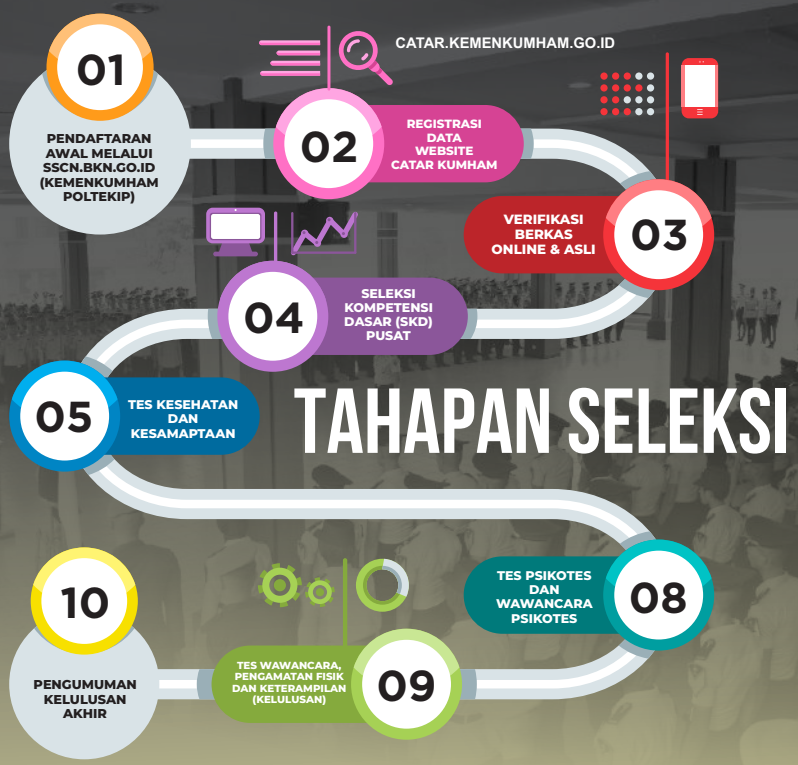 CATAR.KEMENKUMHAM.GO.ID
01
PENDAFTARAN
AWAL MELALUI
SSCN.BKN.GO.ID
(KEMENKUMHAM
POLTEKIP)
02
REGISTRASI
DATA
WEBSITE
CATAR KUMHAM
03
VERIFIKASI
BERKAS
ONLINE & ASLI
04
SELEKSI
KOMPETENSI
DASAR (SKD)
PUSAT
05
TES KESEHATAN
DAN
KESAMAPTAAN
TAHAPAN SELEKSI
08
TES PSIKOTES
DAN
WAWANCARA
PSIKOTES
09
TES WAWANCARA,
PENGAMATAN FISIK
DAN KETERAMPILAN
(KELULUSAN)
10
PENGUMUMAN
KELULUSAN
AKHIR